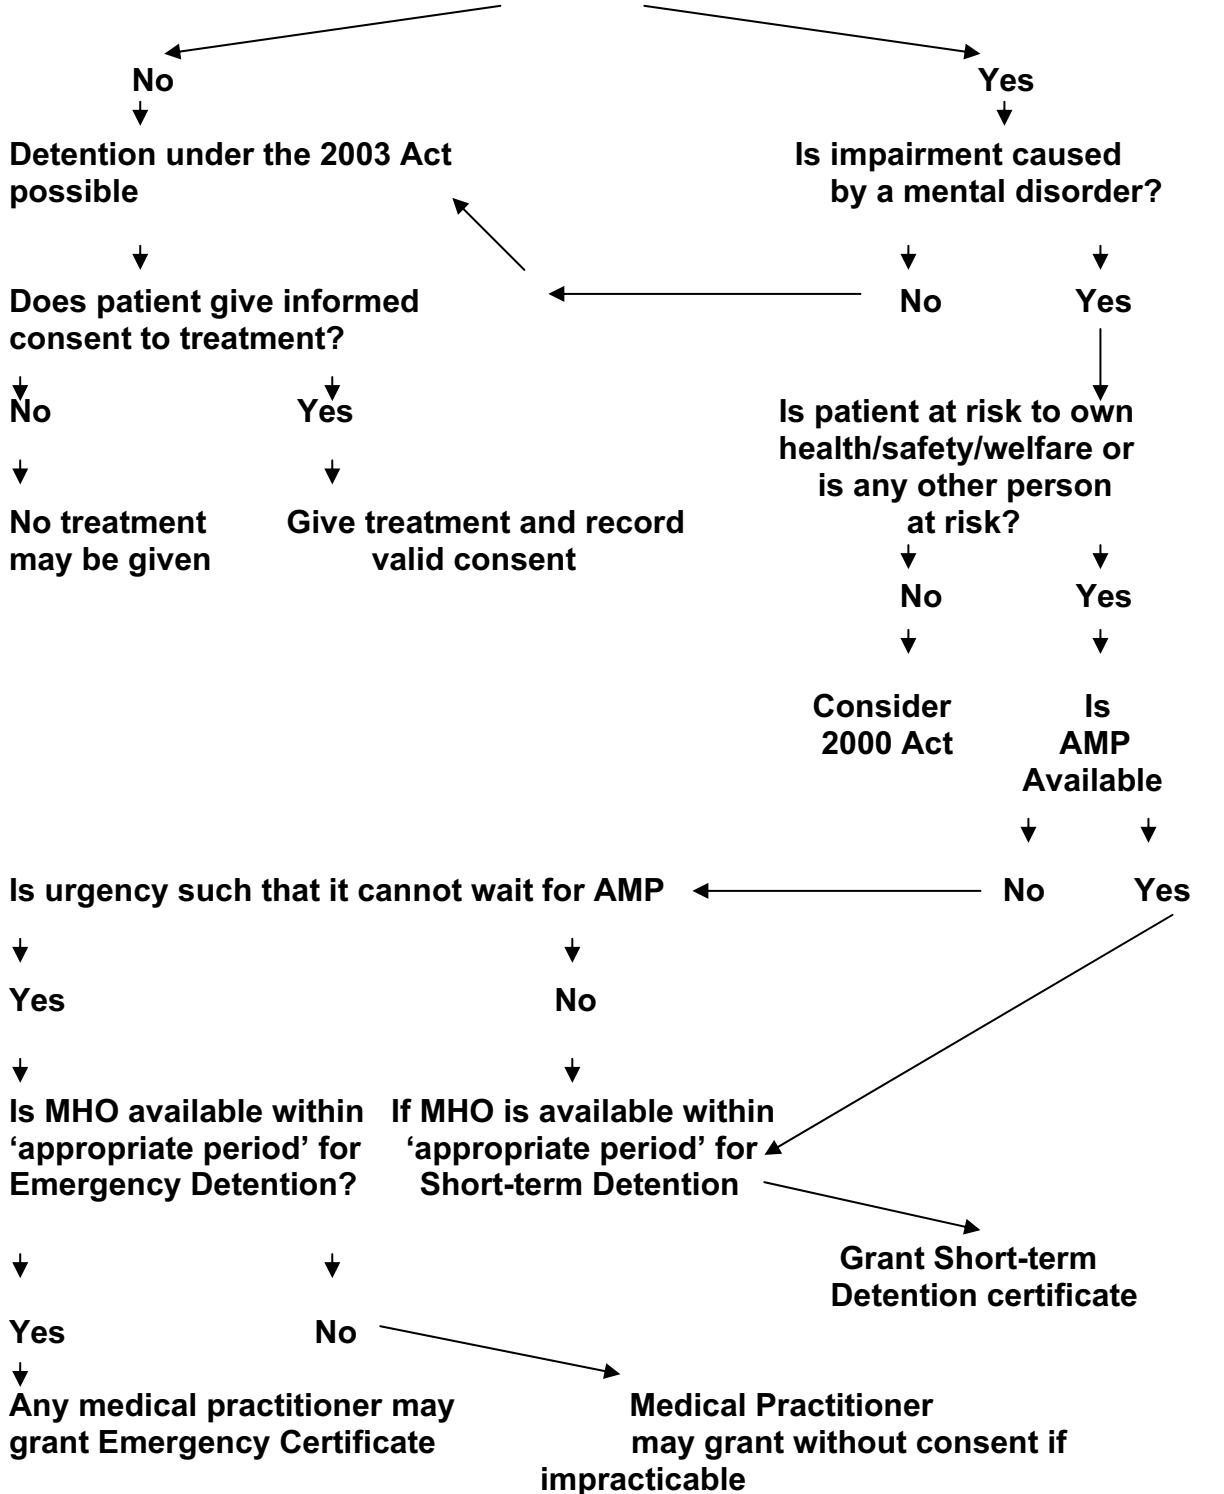 No
Yes
Detention under the 2003 Act
possible
Is impairment caused
by a mental disorder?
Does patient give informed
consent to treatment?
No
Yes
No
Yes
Is patient at risk to own
health/safety/welfare or
is any other person
at risk?
No treatment
may be given
Give treatment and record
valid consent
No
Yes
Consider
2000 Act
Is
AMP
Available
Is urgency such that it cannot wait for AMP
No
Yes
Yes
No
Is MHO available within
‘appropriate period’ for
Emergency Detention?
If MHO is available within
‘appropriate period’ for
Short-term Detention
Grant Short-term
Detention certificate
Yes
No
Any medical practitioner may
grant Emergency Certificate
Medical Practitioner
may grant without consent if
impracticable